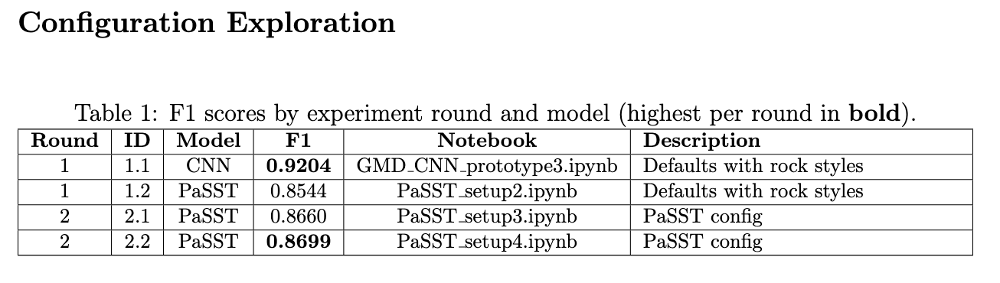 Configuration Exploration
Table 1: F1 scores by experiment round and model (highest per round in bold).
Round ID Model F1 Notebook Description
1 1.1 CNN 0.9204 GMD_CNN_prototype3.ipynb Defaults with rock styles
1 1.2 PaSST 0.8544 PaSST_setup2.ipynb Defaults with rock styles
2 2.1 PaSST 0.8660 PaSST_setup3.ipynb PaSST config
2 2.2 PaSST 0.8699 PaSST_setup4.ipynb PaSST config